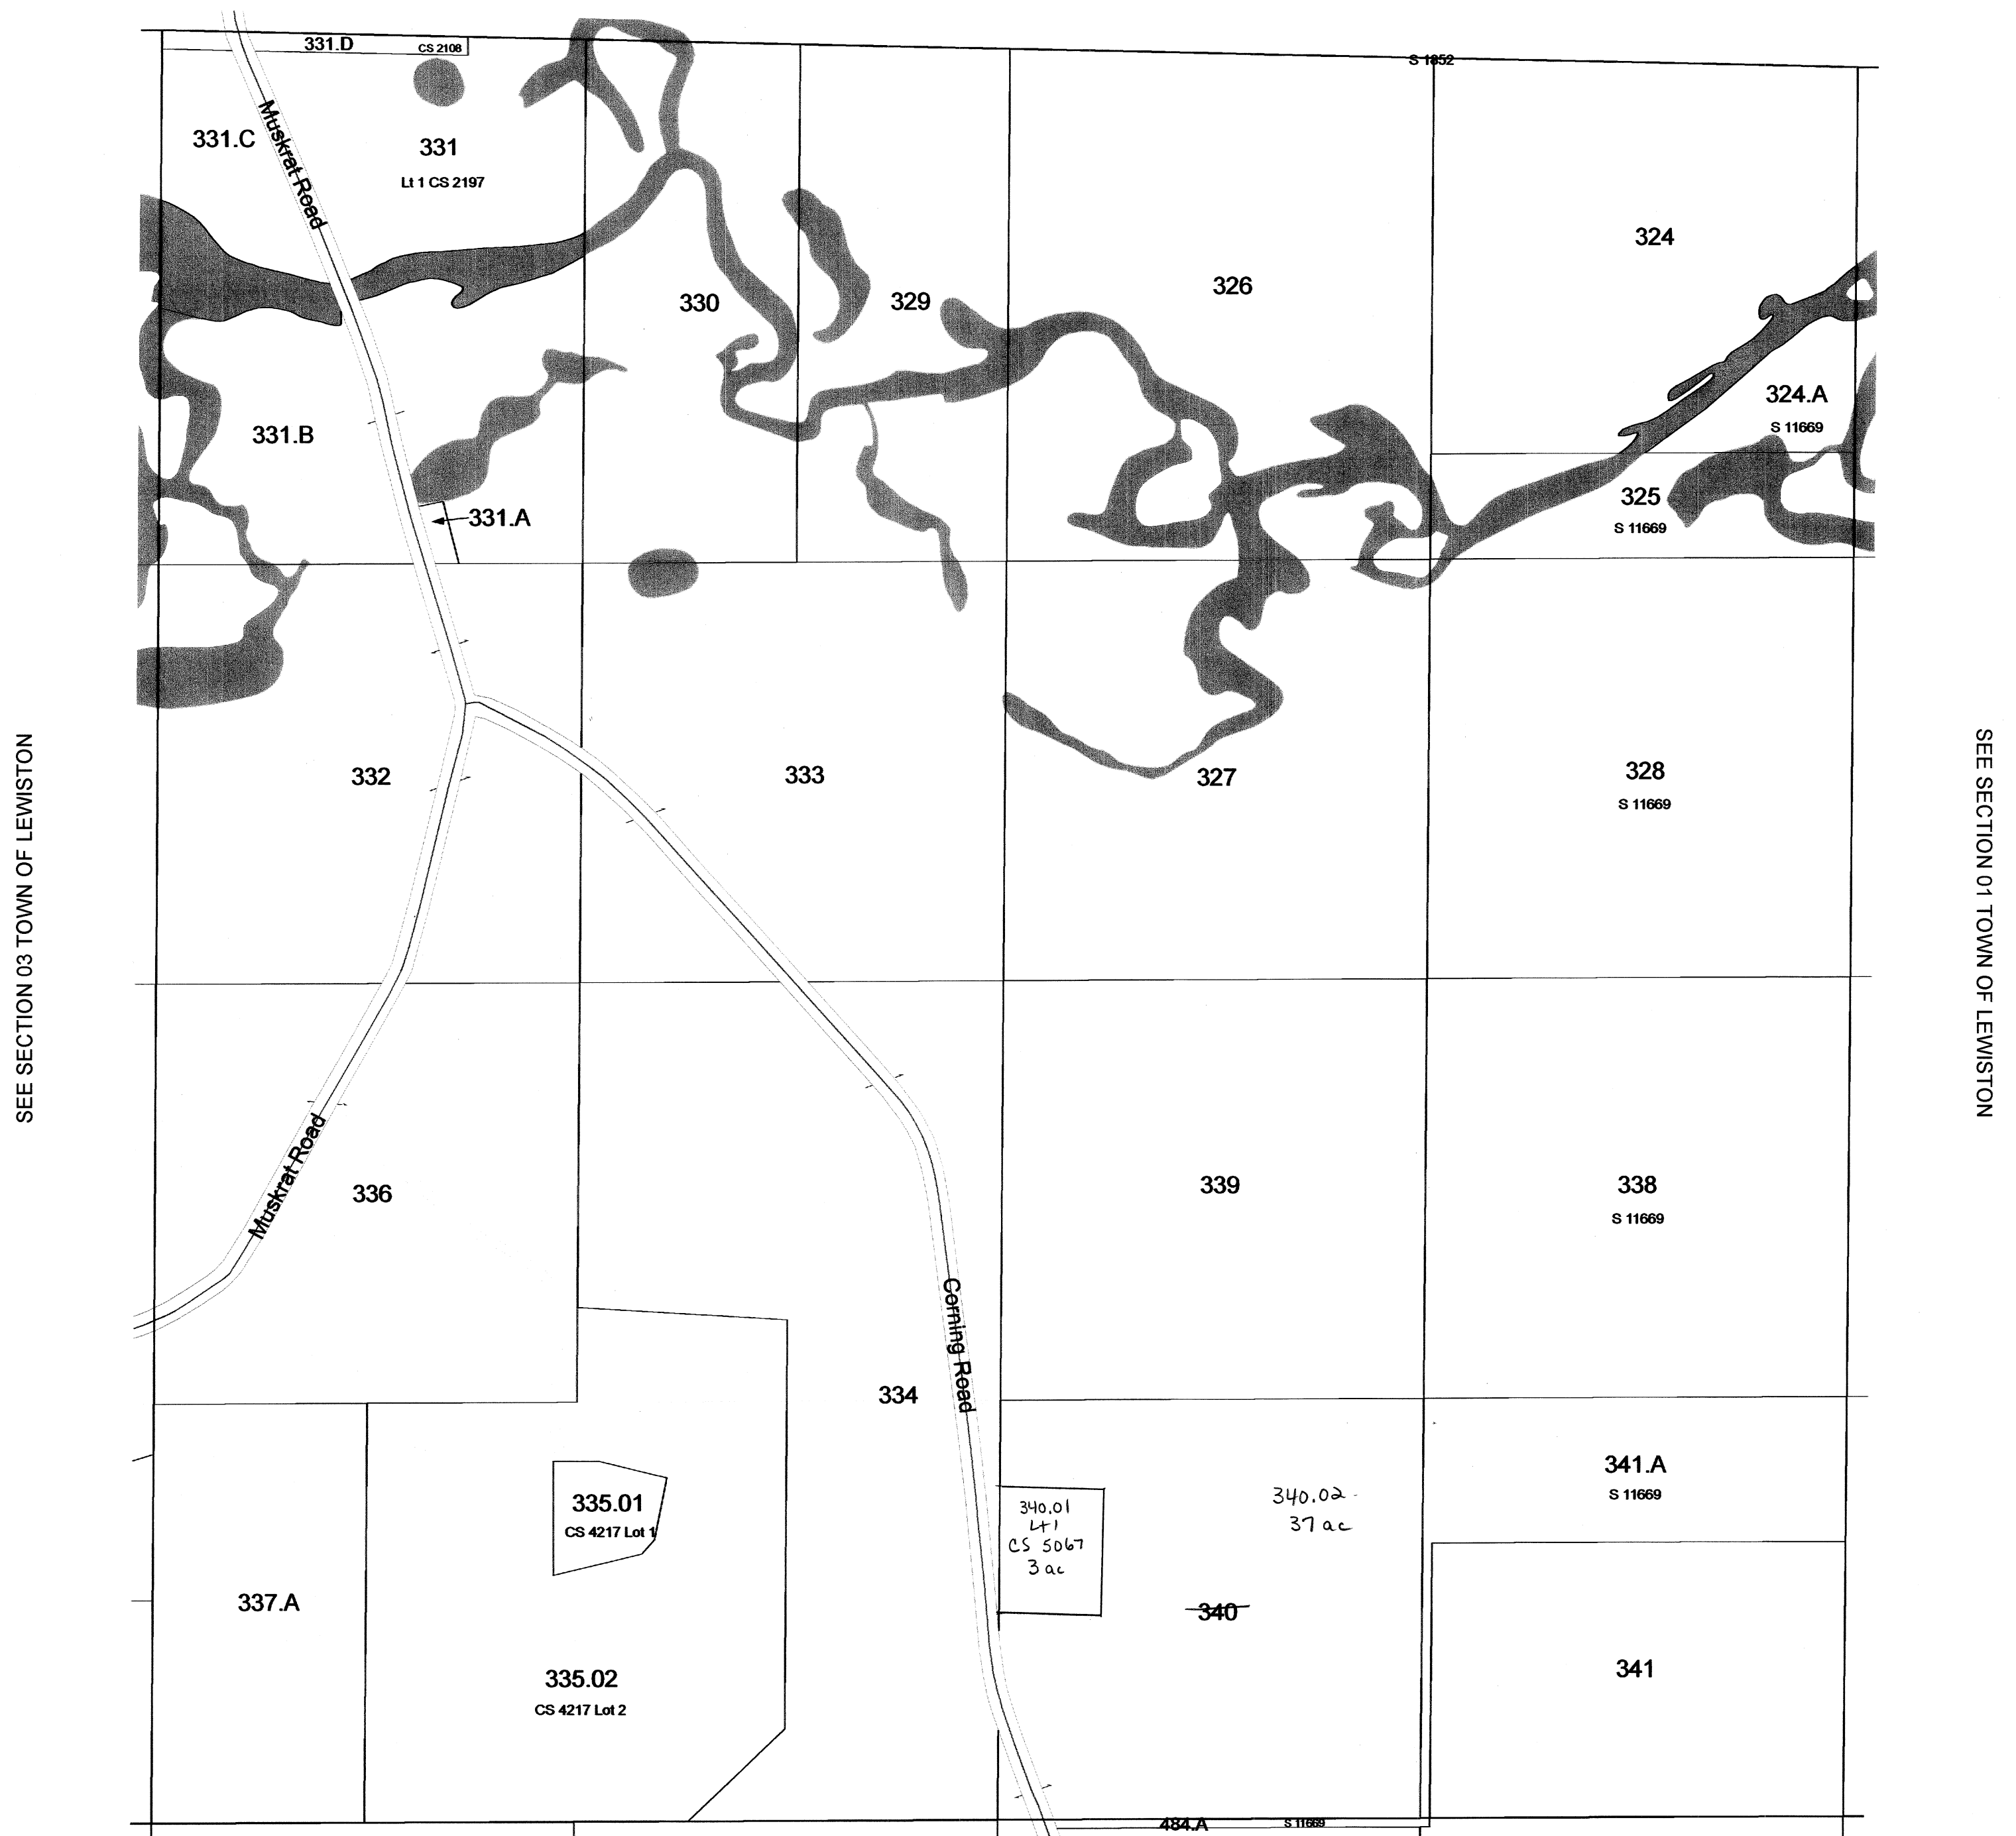 331.D
CS 2108
S 1852
331.C
Muskrat Road
331
Lt 1 CS 2197
324
326
330
329
324.A
S 11669
331.B
325
S 11669
331.A
332
333
327
328
S 11669
SEE SECTION 03 TOWN OF LEWISTON
SEE SECTION 01 TOWN OF LEWISTON
Muskrat Road
336
339
338
S 11669
Corning Road
334
341.A
S 11669
335.01
CS 4217 Lot 1
340.01
Lt 1
CS 5067
3 ac
340.02
37 ac
337.A
340
335.02
CS 4217 Lot 2
341
484.A
S 11669